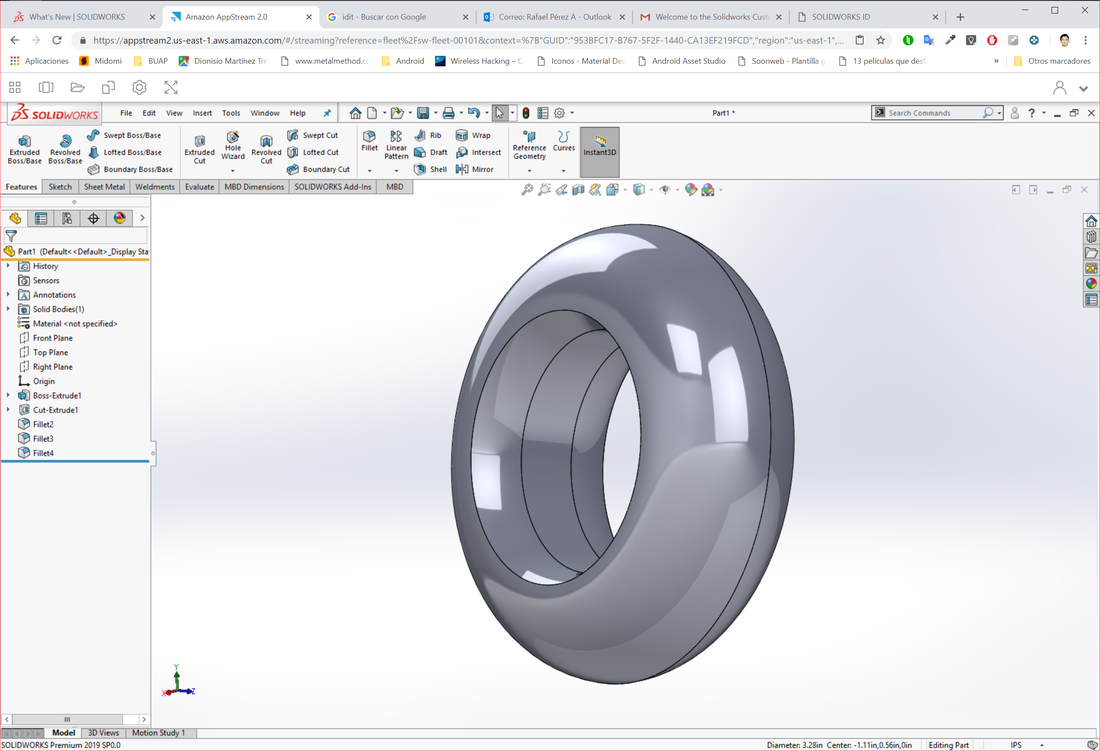 What's New | SOLIDWORKS
Amazon AppStream 2.0
idit - Buscar con Google
Correo: Rafael Pérez A - Outlook
Welcome to the Solidworks Cust
SOLIDWORKS ID
https://appstream2.us-east-1.aws.amazon.com/#/streaming?reference=fleet%2Fsw-fleet-00101&context=%7B"GUID":"953BFC17-B767-5F2F-1440-CA13EF219FCD","region":"us-east-1",...
Aplicaciones
Midomi
BUAP
Dionisio Martínez Tr
www.metalmethod.c
Android
Wireless Hacking – C
Iconos - Material Des
Android Asset Studio
Soonweb - Plantilla g
13 películas que dest
»
Otros marcadores
SOLIDWORKS
File Edit View Insert Tools Window Help
Part1 *
Search Commands
Extruded Boss/Base
Revolved Boss/Base
Swept Boss/Base
Lofted Boss/Base
Boundary Boss/Base
Extruded Cut
Hole Wizard
Revolved Cut
Swept Cut
Lofted Cut
Boundary Cut
Fillet
Linear Pattern
Rib
Draft
Shell
Wrap
Intersect
Mirror
Reference Geometry
Curves
Instant3D
Features Sketch Sheet Metal Weldments Evaluate MBD Dimensions SOLIDWORKS Add-Ins MBD
Part1 (Default<<Default>_Display Sta
History
Sensors
Annotations
Solid Bodies(1)
Material <not specified>
Front Plane
Top Plane
Right Plane
Origin
Boss-Extrude1
Cut-Extrude1
Fillet2
Fillet3
Fillet4
Y
X
Z
Model 3D Views Motion Study 1
SOLIDWORKS Premium 2019 SP0.0
Diameter: 3.28in Center: -1.11in,0.56in,0in
Editing Part
IPS